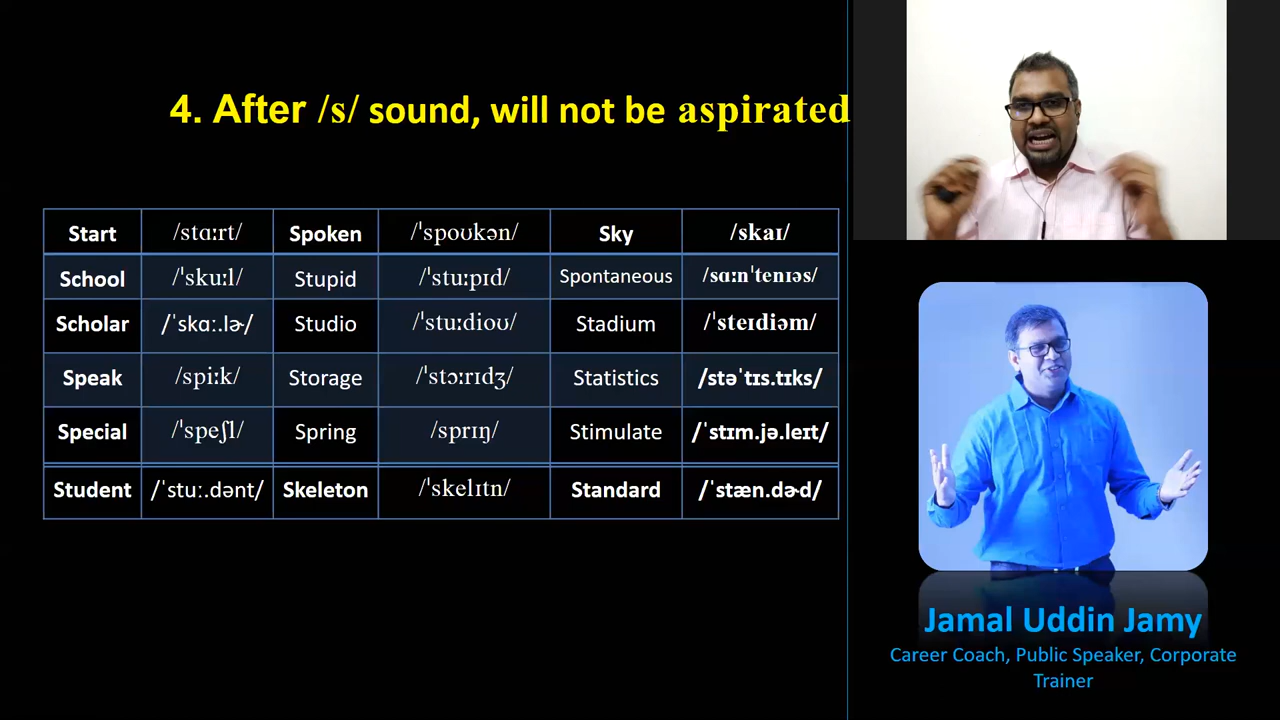 4. After /s/ sound, will not be aspirated
Start /stɑːrt/ Spoken /ˈspoʊkən/ Sky /skaɪ/
School /ˈskuːl/ Stupid /ˈstuːpɪd/ Spontaneous /sɑːnˈtenɪəs/
Scholar /ˈskɑː.lɚ/ Studio /ˈstuːdioʊ/ Stadium /ˈsteɪdiəm/
Speak /spiːk/ Storage /ˈstɔːrɪdʒ/ Statistics /stəˈtɪs.tɪks/
Special /ˈspeʃl/ Spring /sprɪŋ/ Stimulate /ˈstɪm.jə.leɪt/
Student /ˈstuː.dənt/ Skeleton /ˈskelɪtn/ Standard /ˈstæn.dɚd/
Jamal Uddin Jamy
Career Coach, Public Speaker, Corporate
Trainer